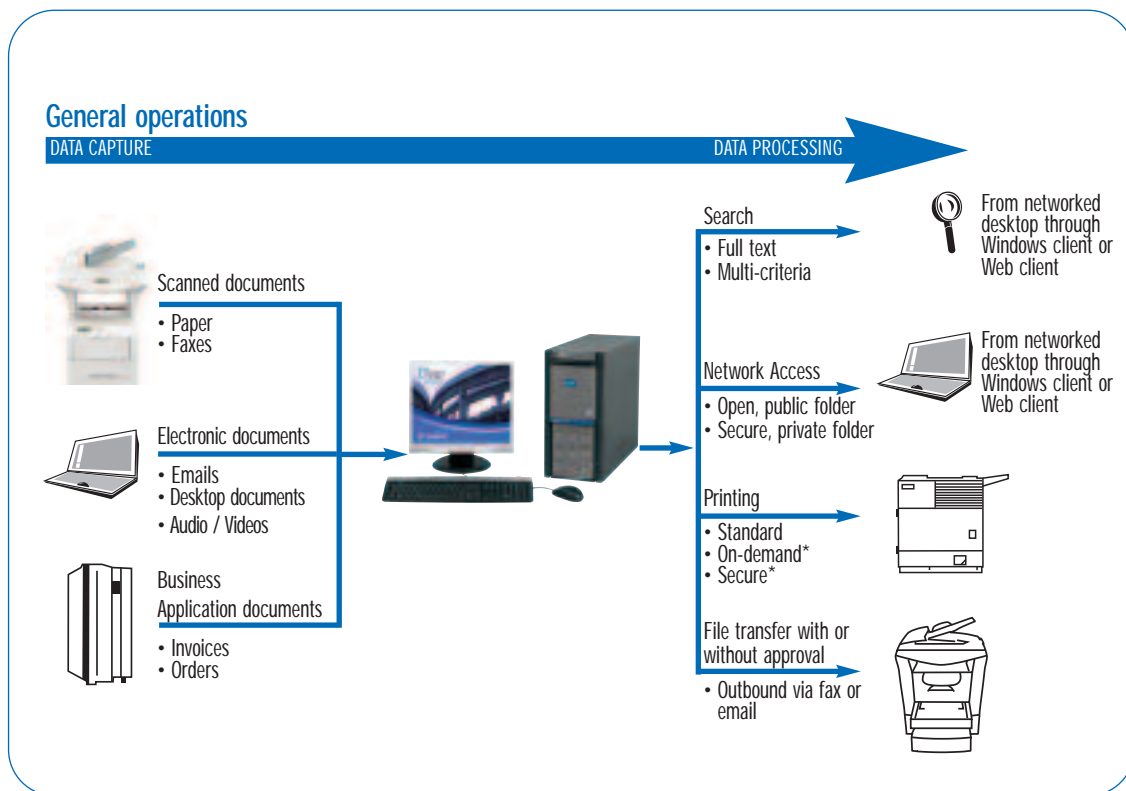 General operations
DATA CAPTURE
DATA PROCESSING
Scanned documents
• Paper
• Faxes
Electronic documents
• Emails
• Desktop documents
• Audio / Videos
Business
Application documents
• Invoices
• Orders
Search
• Full text
• Multi-criteria
From networked
desktop through
Windows client or
Web client
Network Access
• Open, public folder
• Secure, private folder
From networked
desktop through
Windows client or
Web client
Printing
• Standard
• On-demand*
• Secure*
File transfer with or
without approval
• Outbound via fax or
email